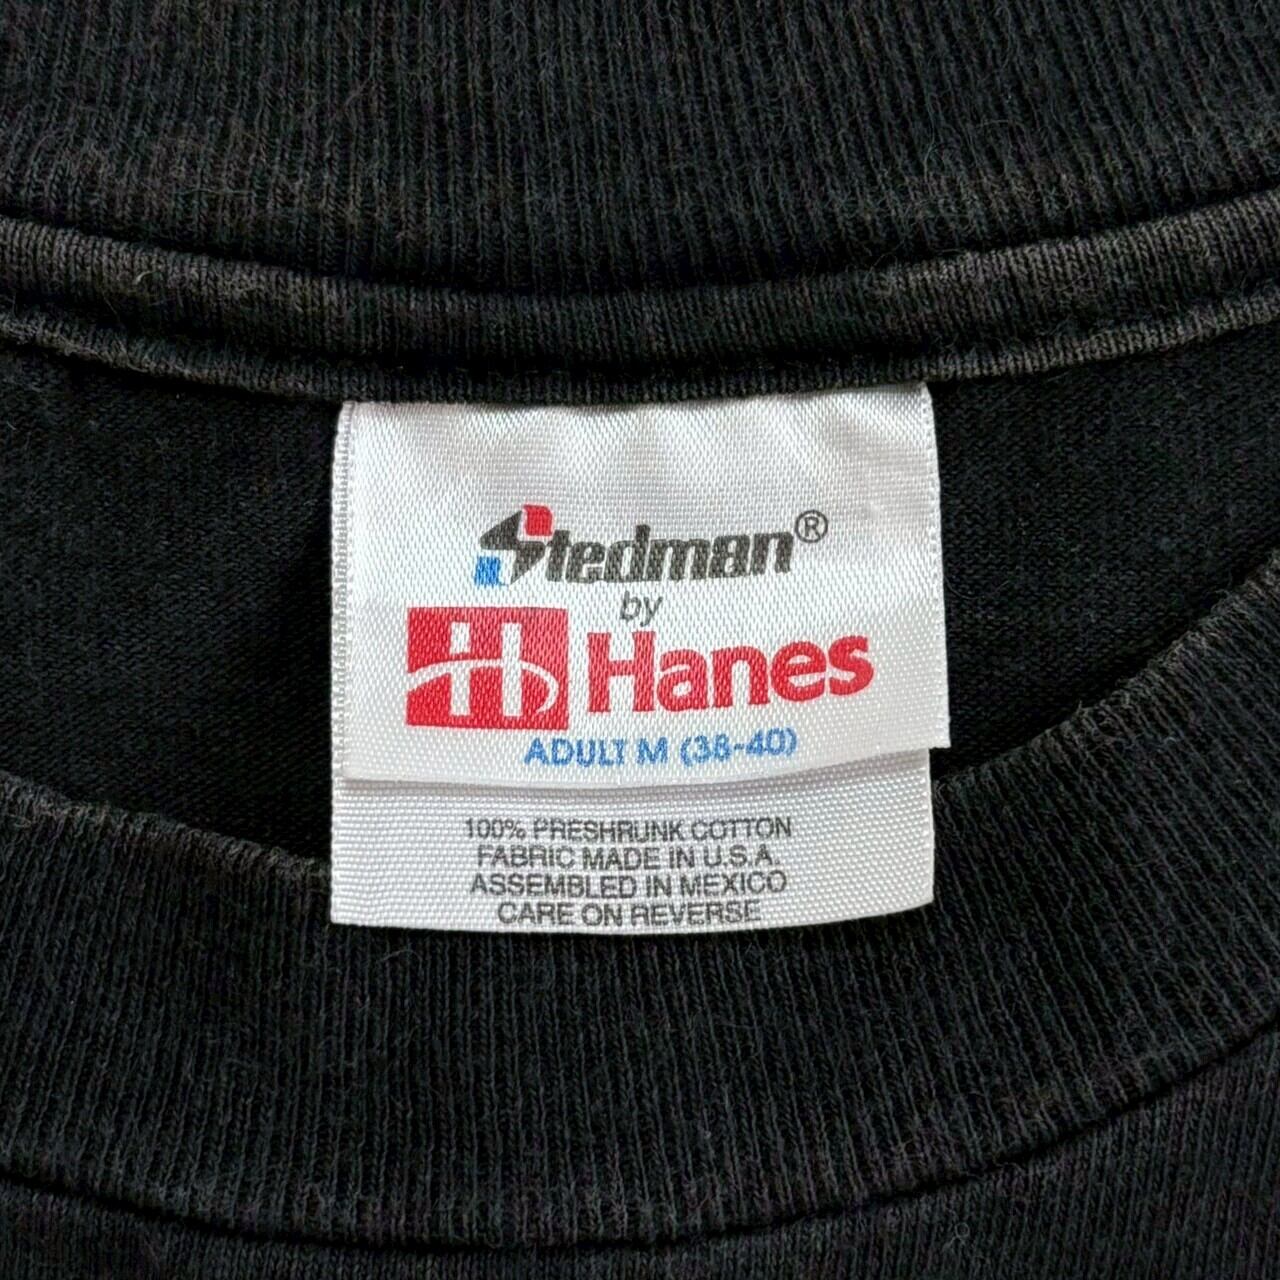 Stedman®
by
H Hanes
ADULT M (38-40)
100% PRESHRUNK COTTON
FABRIC MADE IN U.S.A.
ASSEMBLED IN MEXICO
CARE ON REVERSE